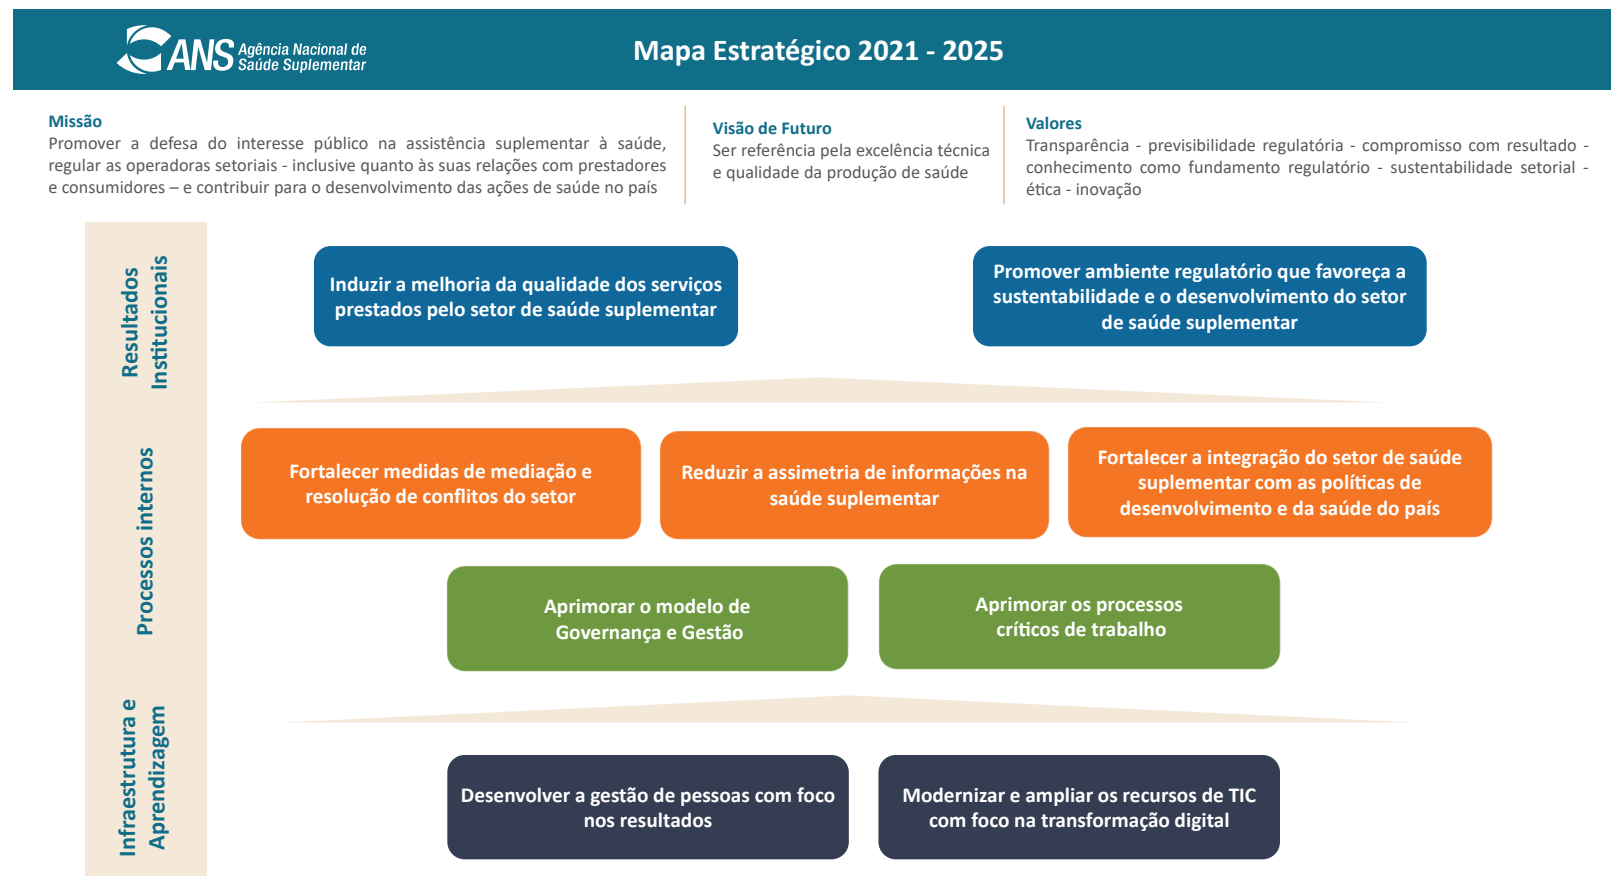 ANS Agência Nacional de
Saúde Suplementar
Mapa Estratégico 2021 - 2025
Missão
Promover a defesa do interesse público na assistência suplementar à saúde,
regular as operadoras setoriais - inclusive quanto às suas relações com prestadores
e consumidores – e contribuir para o desenvolvimento das ações de saúde no país
Visão de Futuro
Ser referência pela excelência técnica
e qualidade da produção de saúde
Valores
Transparência - previsibilidade regulatória - compromisso com resultado -
conhecimento como fundamento regulatório - sustentabilidade setorial -
ética - inovação
Resultados
Institucionais
Induzir a melhoria da qualidade dos serviços
prestados pelo setor de saúde suplementar
Promover ambiente regulatório que favoreça a
sustentabilidade e o desenvolvimento do setor
de saúde suplementar
Processos internos
Fortalecer medidas de mediação e
resolução de conflitos do setor
Reduzir a assimetria de informações na
saúde suplementar
Fortalecer a integração do setor de saúde
suplementar com as políticas de
desenvolvimento e da saúde do país
Aprimorar o modelo de
Governança e Gestão
Aprimorar os processos
críticos de trabalho
Infraestrutura e
Aprendizagem
Desenvolver a gestão de pessoas com foco
nos resultados
Modernizar e ampliar os recursos de TIC
com foco na transformação digital